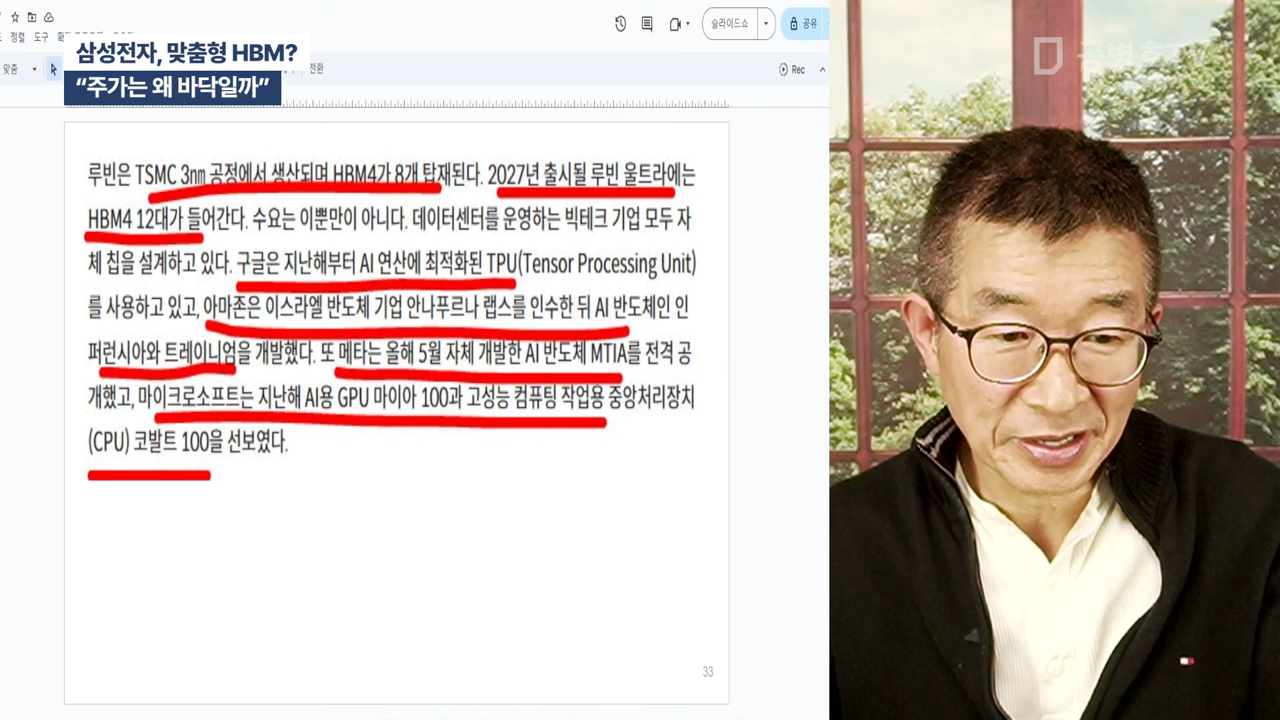 정렬 도구
슬라이드쇼
공유
삼성전자, 맞춤형 HBM?
맞춤
전환
Rec
“주가는 왜 바닥일까”
루빈은 TSMC 3㎚ 공정에서 생산되며 HBM4가 8개 탑재된다. 2027년 출시될 루빈 울트라에는
HBM4 12대가 들어간다. 수요는 이뿐만이 아니다. 데이터센터를 운영하는 빅테크 기업 모두 자
체 칩을 설계하고 있다. 구글은 지난해부터 AI 연산에 최적화된 TPU(Tensor Processing Unit)
를 사용하고 있고, 아마존은 이스라엘 반도체 기업 안나푸르나 랩스를 인수한 뒤 AI 반도체인 인
퍼런시아와 트레이니엄을 개발했다. 또 메타는 올해 5월 자체 개발한 AI 반도체 MTIA를 전격 공
개했고, 마이크로소프트는 지난해 AI용 GPU 마이아 100과 고성능 컴퓨팅 작업용 중앙처리장치
(CPU) 코발트 100을 선보였다.
33